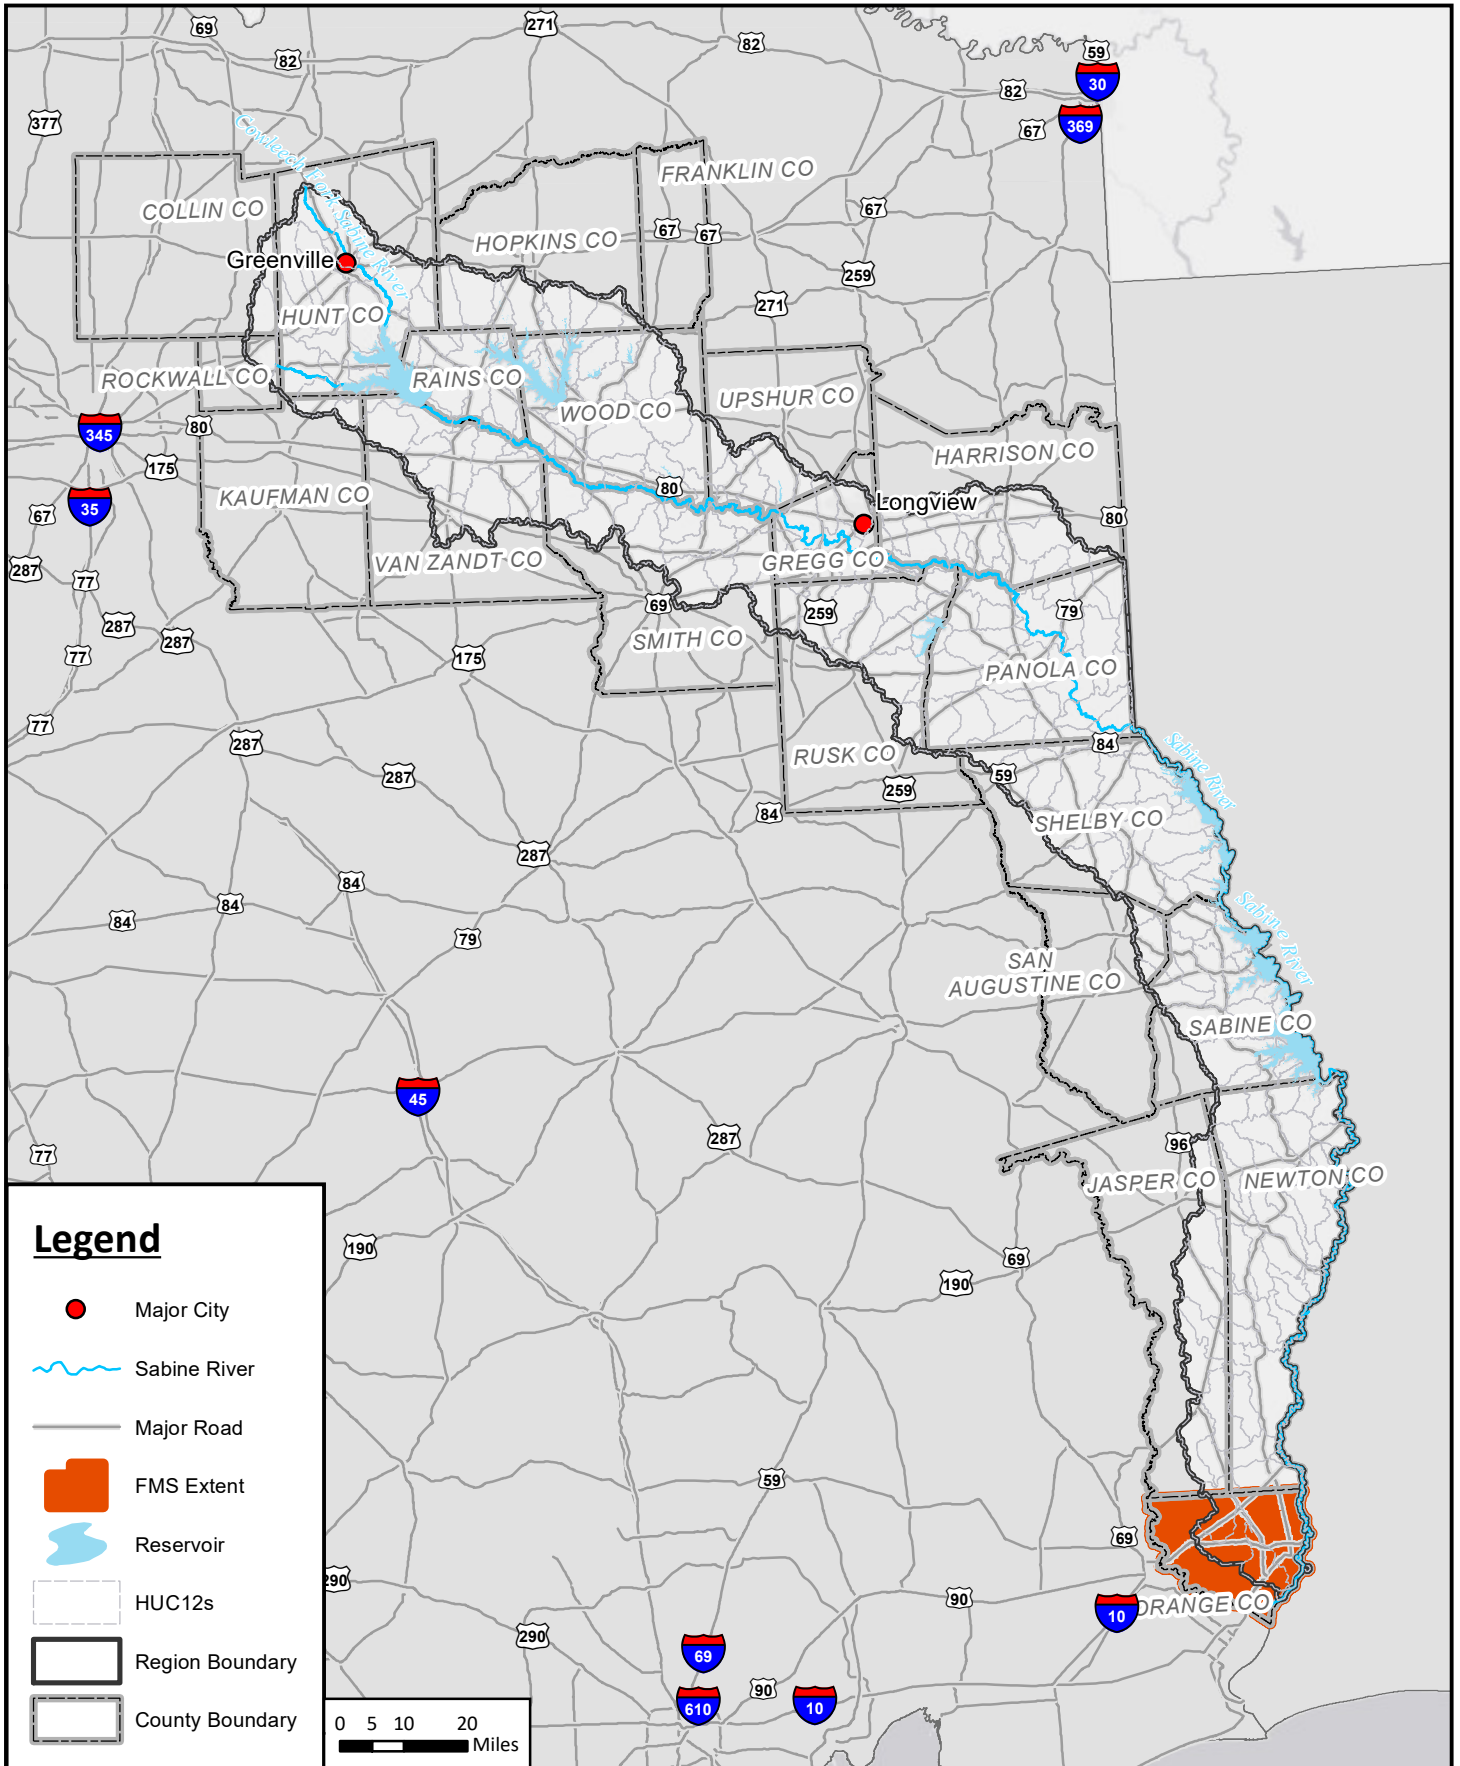 69
271
82
82
59
30
82
369
67
377
Cowleech Fork Sabine River
FRANKLIN CO
COLLIN CO
67
67
67
HOPKINS CO
Greenville
259
271
HUNT CO
ROCKWALL CO
RAINS CO
UPSHUR CO
WOOD CO
80
345
HARRISON CO
175
80
KAUFMAN CO
Longview
35
67
80
VAN ZANDT CO
GREGG CO
287
77
69
259
79
287
287
SMITH CO
77
175
PANOLA CO
77
287
84
Sabine River
RUSK CO
287
59
259
84
SHELBY CO
287
84
84
84
79
Sabine River
SAN
AUGUSTINE CO
SABINE CO
45
287
96
77
JASPER CO
NEWTON CO
190
69
190
59
69
290
90
10
ORANGE CO
290
69
90
610
10
Legend
Major City
Sabine River
Major Road
FMS Extent
Reservoir
HUC12s
Region Boundary
County Boundary
0 5 10 20
Miles